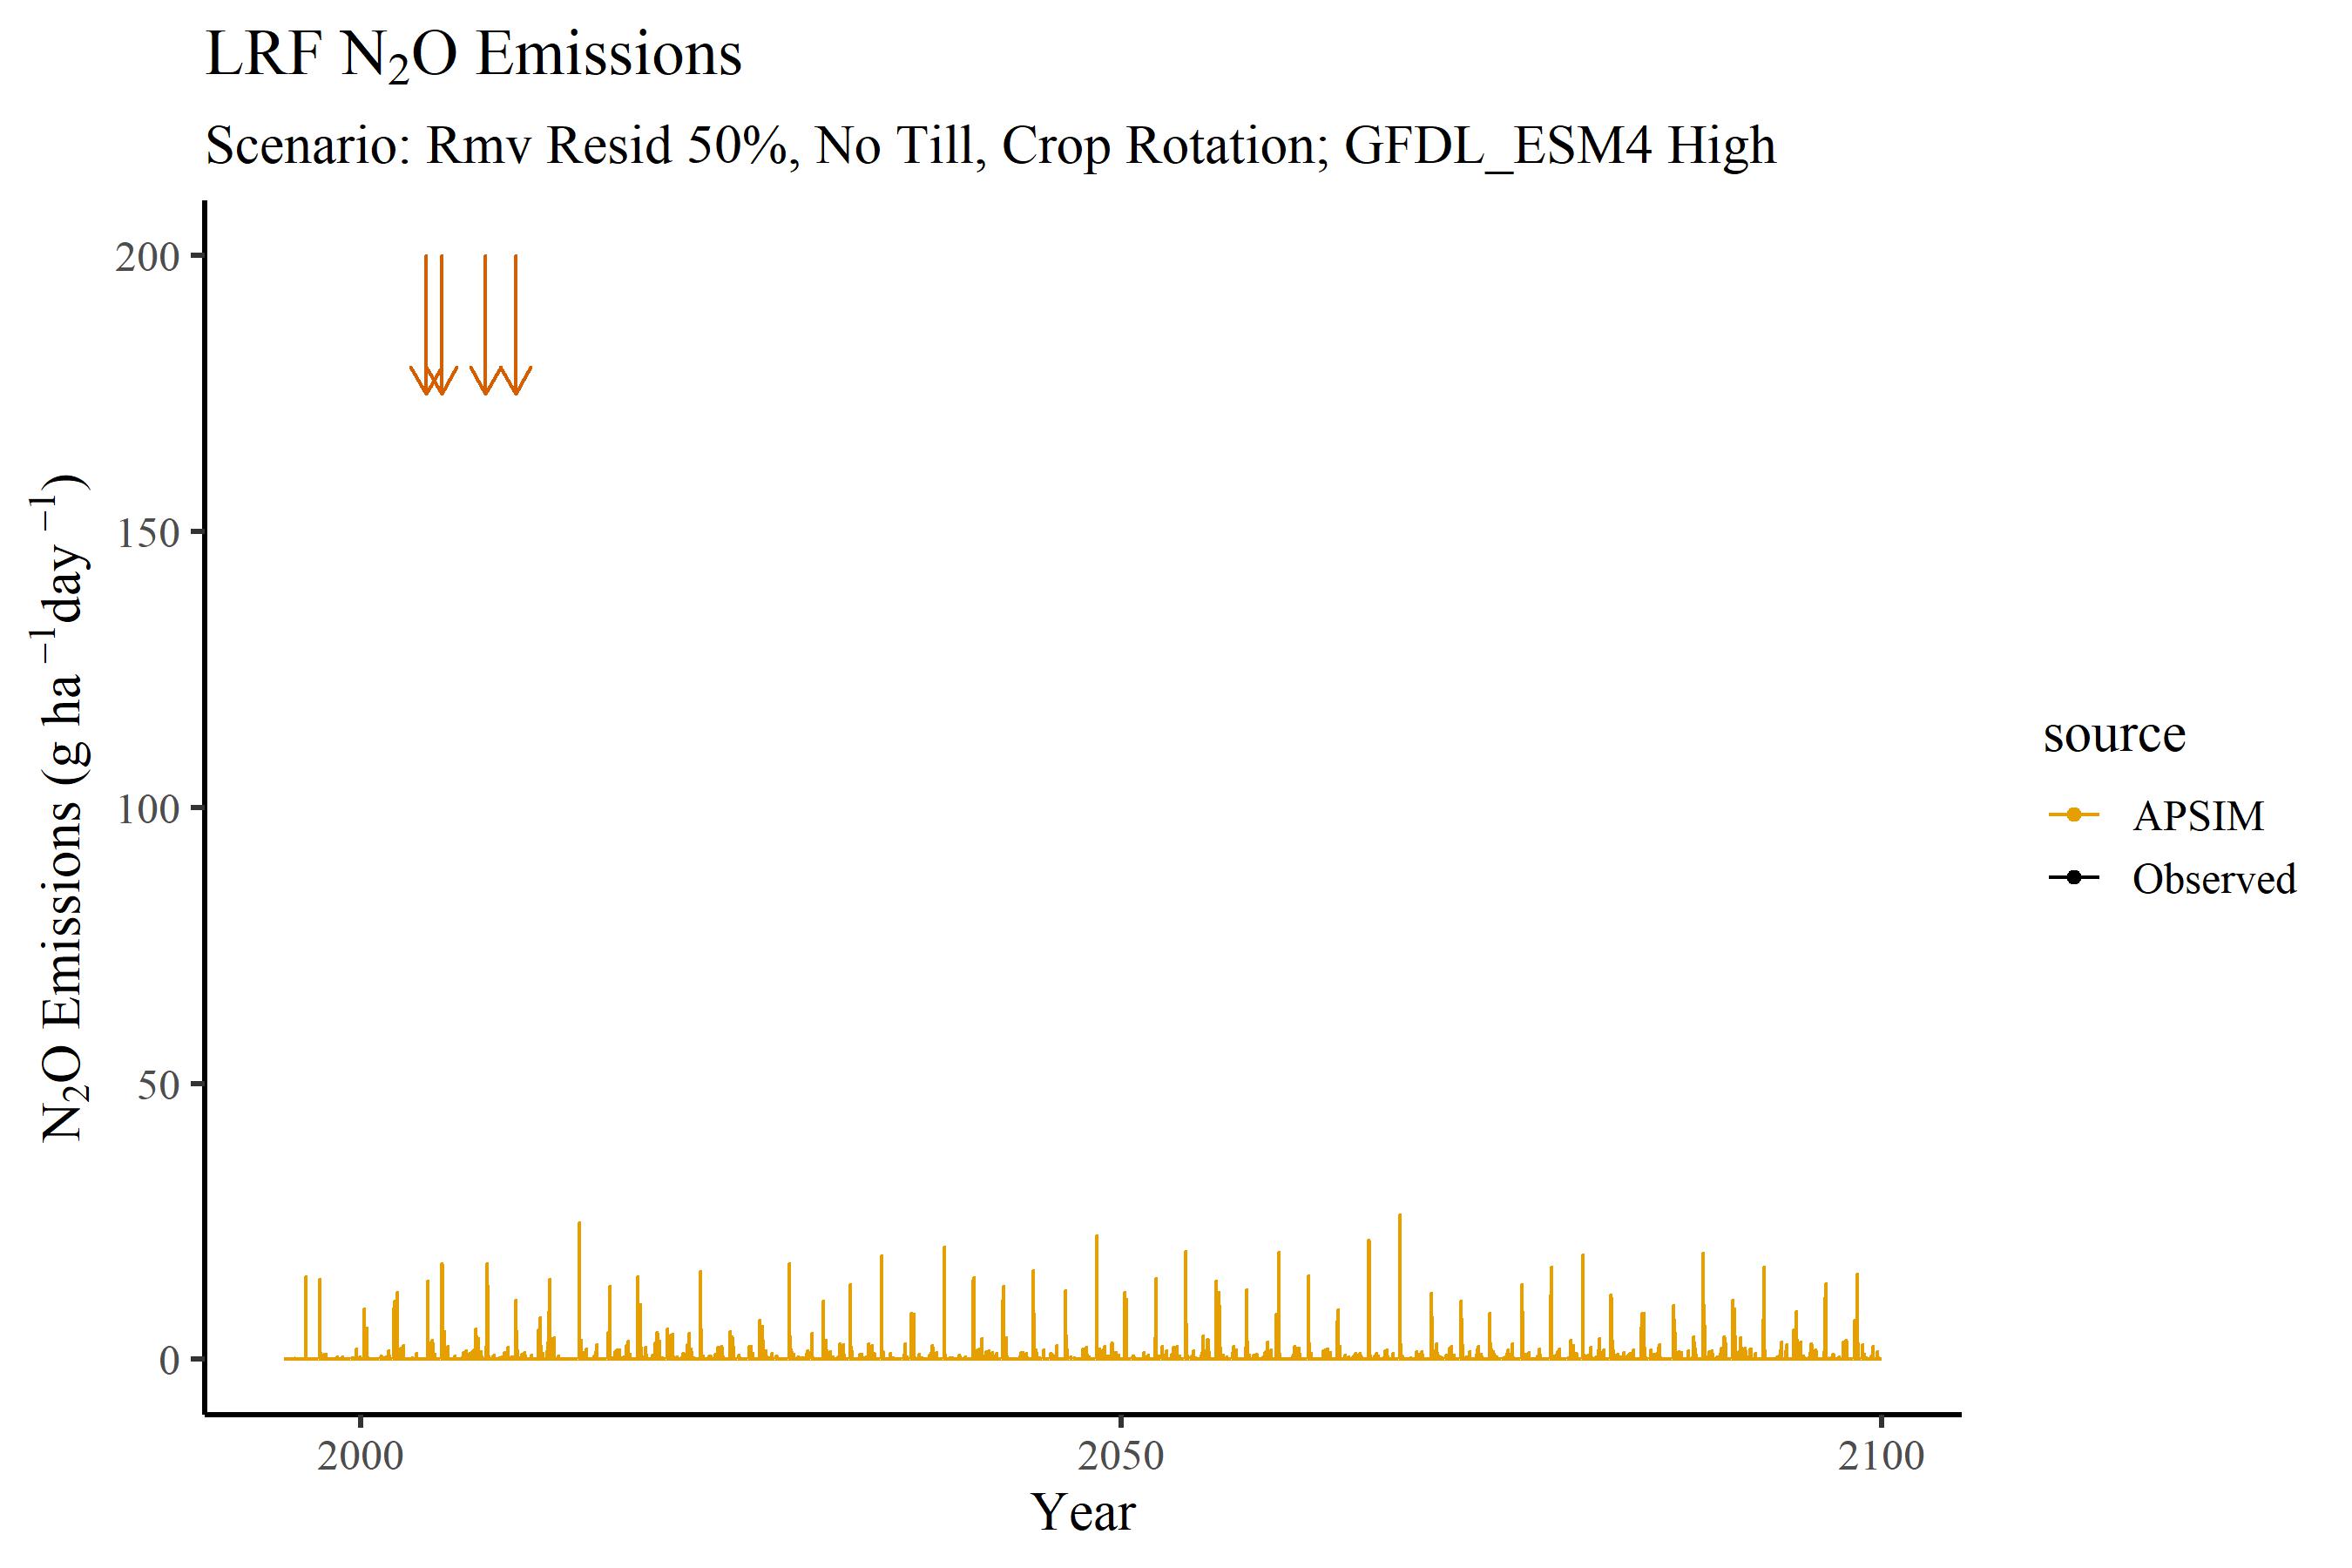 LRF N₂O Emissions
Scenario: Rmv Resid 50%, No Till, Crop Rotation; GFDL_ESM4 High
N₂O Emissions (g ha⁻¹day⁻¹)
200
150
100
50
0
2000
2050
2100
Year
source
APSIM
Observed